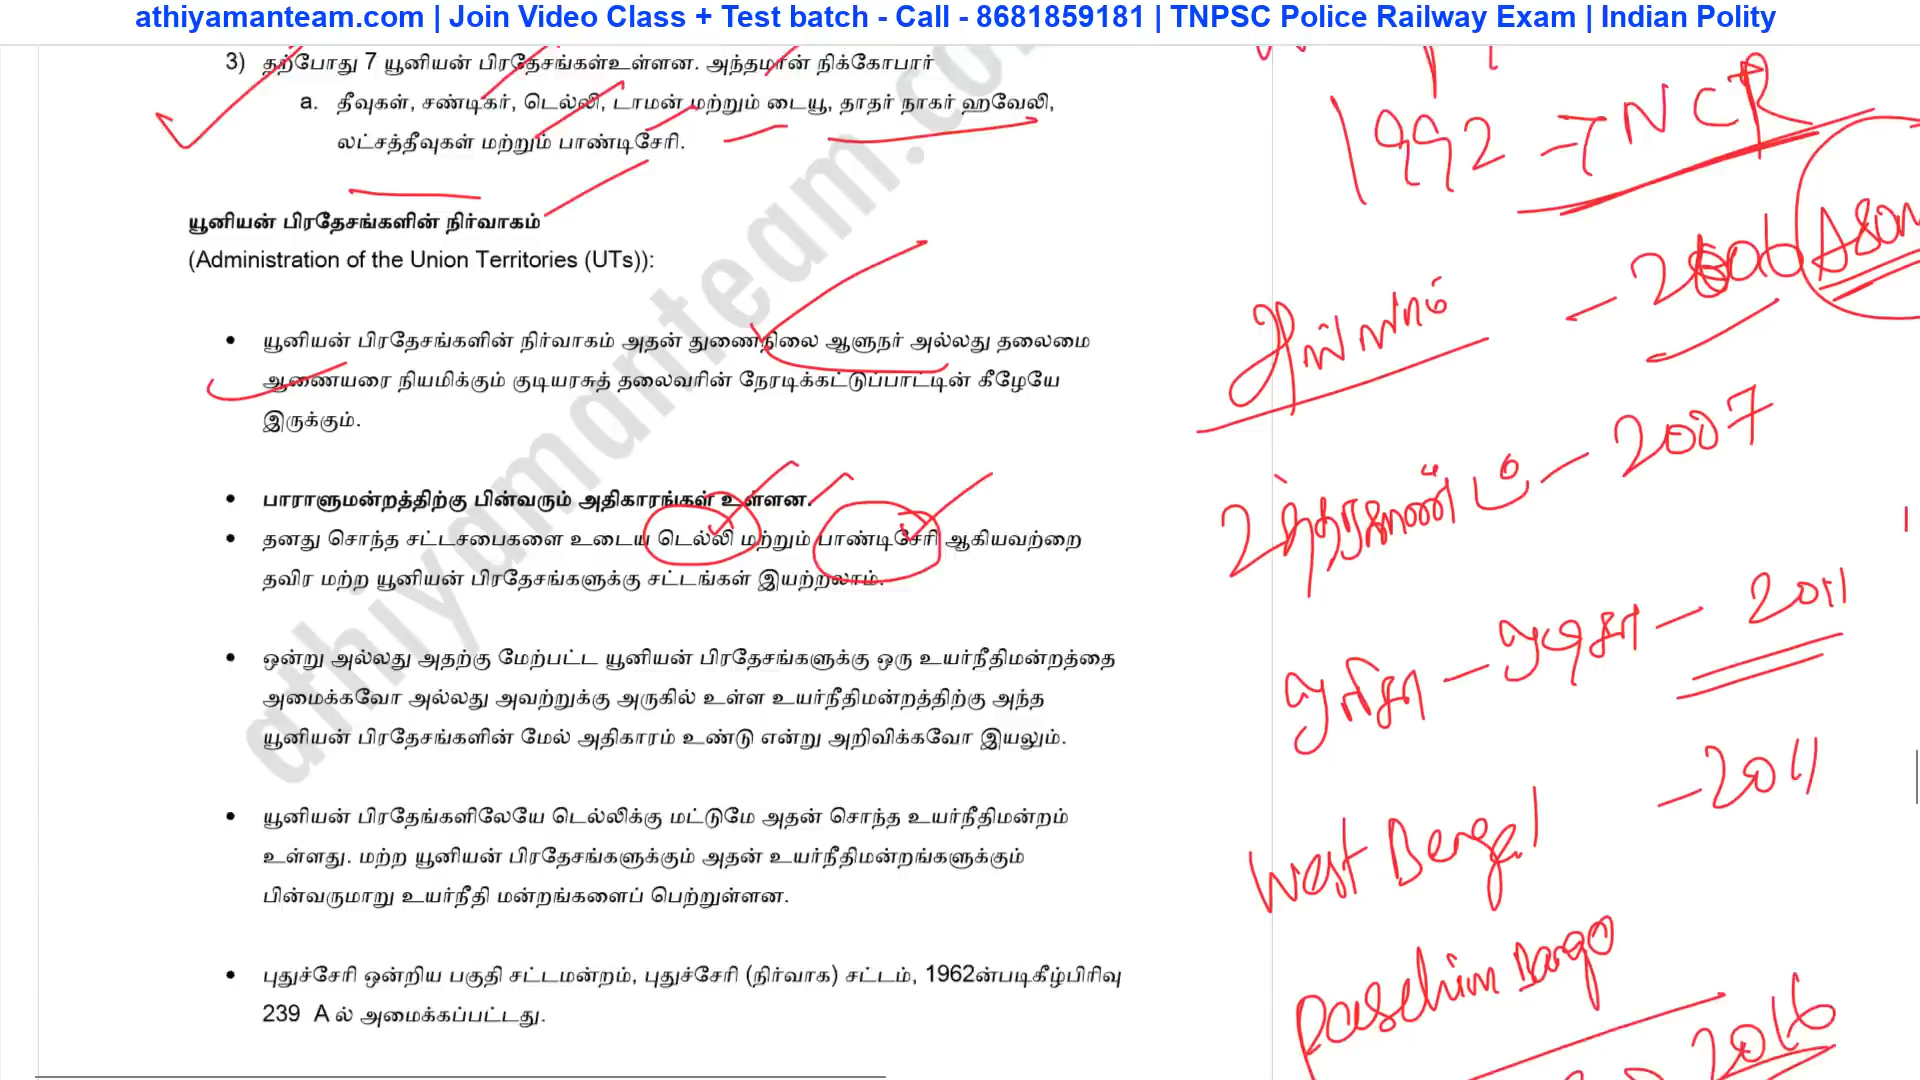 athiyamanteam.com | Join Video Class + Test batch - Call - 8681859181 | TNPSC Police Railway Exam | Indian Polity
3) தற்போது 7 யூனியன் பிரதேசங்கள்உள்ளன. அந்தமான் நிக்கோபார்
a. தீவுகள், சண்டிகர், டெல்லி, டாமன் மற்றும் டையூ, தாதர் நாகர் ஹவேலி,
லட்சத்தீவுகள் மற்றும் பாண்டிசேரி.
யூனியன் பிரதேசங்களின் நிர்வாகம்
(Administration of the Union Territories (UTs)):
• யூனியன் பிரதேசங்களின் நிர்வாகம் அதன் துணைநிலை ஆளுநர் அல்லது தலைமை
ஆணையரை நியமிக்கும் குடியரசுத் தலைவரின் நேரடிக்கட்டுப்பாட்டின் கீழேயே
இருக்கும்.
• பாராளுமன்றத்திற்கு பின்வரும் அதிகாரங்கள் உள்ளன.
• தனது சொந்த சட்டசபைகளை உடைய டெல்லி மற்றும் பாண்டிசேரி ஆகியவற்றை
தவிர மற்ற யூனியன் பிரதேசங்களுக்கு சட்டங்கள் இயற்றலாம்.
• ஒன்று அல்லது அதற்கு மேற்பட்ட யூனியன் பிரதேசங்களுக்கு ஒரு உயர்நீதிமன்றத்தை
அமைக்கவோ அல்லது அவற்றுக்கு அருகில் உள்ள உயர்நீதிமன்றத்திற்கு அந்த
யூனியன் பிரதேசங்களின் மேல் அதிகாரம் உண்டு என்று அறிவிக்கவோ இயலும்.
• யூனியன் பிரதேங்களிலேயே டெல்லிக்கு மட்டுமே அதன் சொந்த உயர்நீதிமன்றம்
உள்ளது. மற்ற யூனியன் பிரதேசங்களுக்கும் அதன் உயர்நீதிமன்றங்களுக்கும்
பின்வருமாறு உயர்நீதி மன்றங்களைப் பெற்றுள்ளன.
• புதுச்சேரி ஒன்றிய பகுதி சட்டமன்றம், புதுச்சேரி (நிர்வாக) சட்டம், 1962ன்படிகீழ்பிரிவு
239 A ல் அமைக்கப்பட்டது.
athiyamanteam.co
1992 - NCR
- 2006
உத்தரகாண்ட் - 2007
ஒரிசா - ஒடிசா - 2011
West Bengal - 2011
Paschim Banga
2016